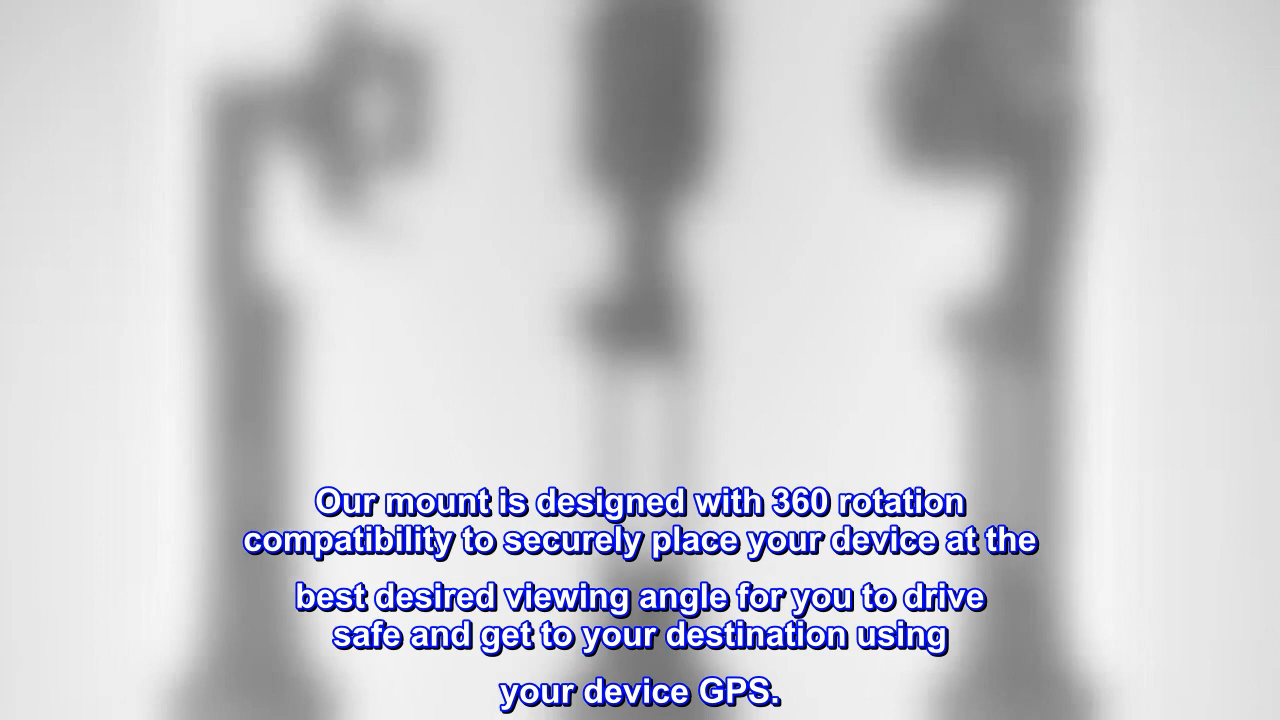 Our mount is designed with 360 rotation
compatibility to securely place your device at the
best desired viewing angle for you to drive
safe and get to your destination using
your device GPS.